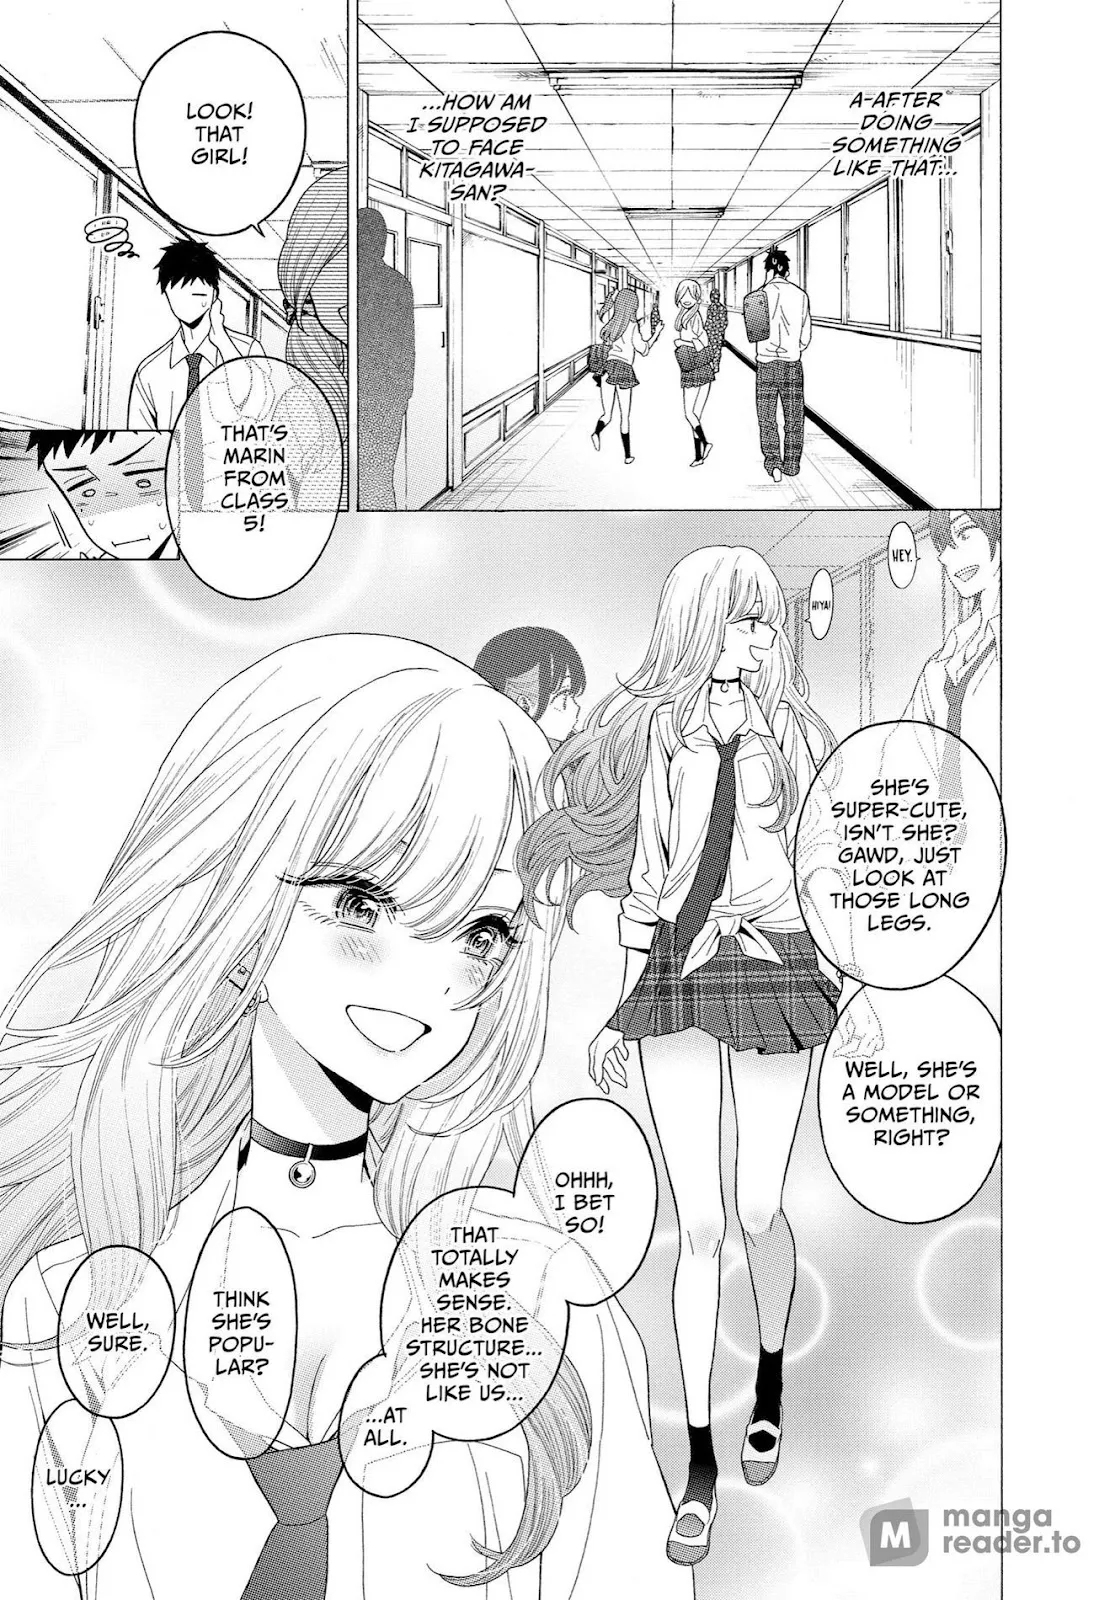 A-AFTER
DOING
SOMETHING
LIKE THAT...
...HOW AM
I SUPPOSED
TO FACE
KITAGAWA-
SAN?
LOOK!
THAT
GIRL!
THAT'S
MARIN
FROM
CLASS
5!
HEY.
HIYA!
SHE'S
SUPER-CUTE,
ISN'T SHE?
GAWD, JUST
LOOK AT
THOSE LONG
LEGS.
WELL, SHE'S
A MODEL OR
SOMETHING,
RIGHT?
OHHH,
I BET
SO!
THAT
TOTALLY
MAKES
SENSE.
HER BONE
STRUCTURE...
SHE'S NOT
LIKE US...
...AT
ALL.
THINK
SHE'S
POPU-
LAR?
WELL,
SURE.
LUCKY
...
M manga
reader.to